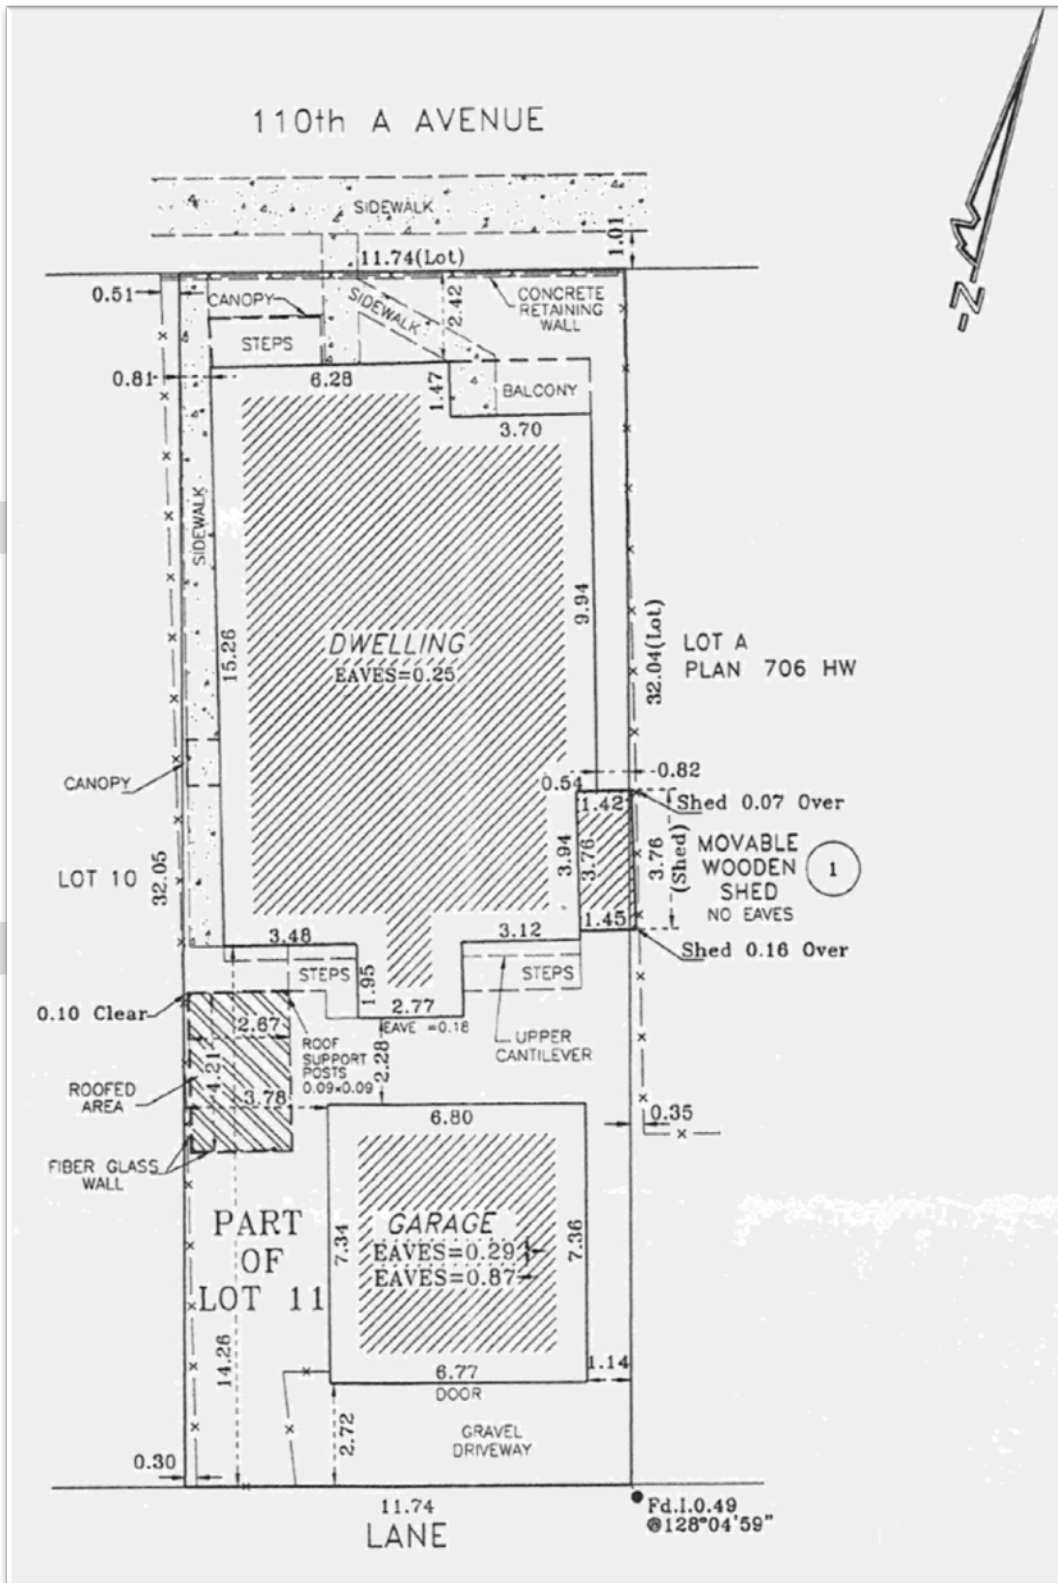 110th A AVENUE
SIDEWALK
11.74(Lot)
1.01
0.51
CANOPY
SIDEWALK
2.42
CONCRETE
RETAINING
WALL
STEPS
0.81
6.28
1.47
BALCONY
3.70
SIDEWALK
15.26
9.94
DWELLING
EAVES=0.25
32.04(Lot)
LOT A
PLAN 706 HW
CANOPY
0.54
0.82
1.42
Shed 0.07 Over
LOT 10
32.05
3.94
3.76
3.76
(Shed)
MOVABLE
WOODEN
SHED
NO EAVES
1
1.45
Shed 0.16 Over
3.48
3.12
STEPS
1.95
STEPS
2.77
EAVE =0.18
UPPER
CANTILEVER
0.10 Clear
2.67
ROOF
SUPPORT
POSTS
0.09x0.09
2.28
4.21
ROOFED
AREA
3.78
6.80
0.35
FIBER GLASS
WALL
PART
OF
LOT 11
7.34
GARAGE
EAVES=0.29
EAVES=0.87
7.36
14.26
6.77
1.14
DOOR
2.72
GRAVEL
DRIVEWAY
0.30
11.74
LANE
Fd.I.0.49
@128°04'59"
N